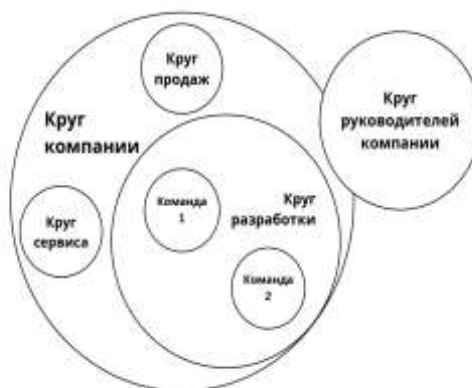 Круг
продаж
Круг
компании
Круг
руководителей
компании
Команда
1
Круг
разработки
Круг
сервиса
Команда
2